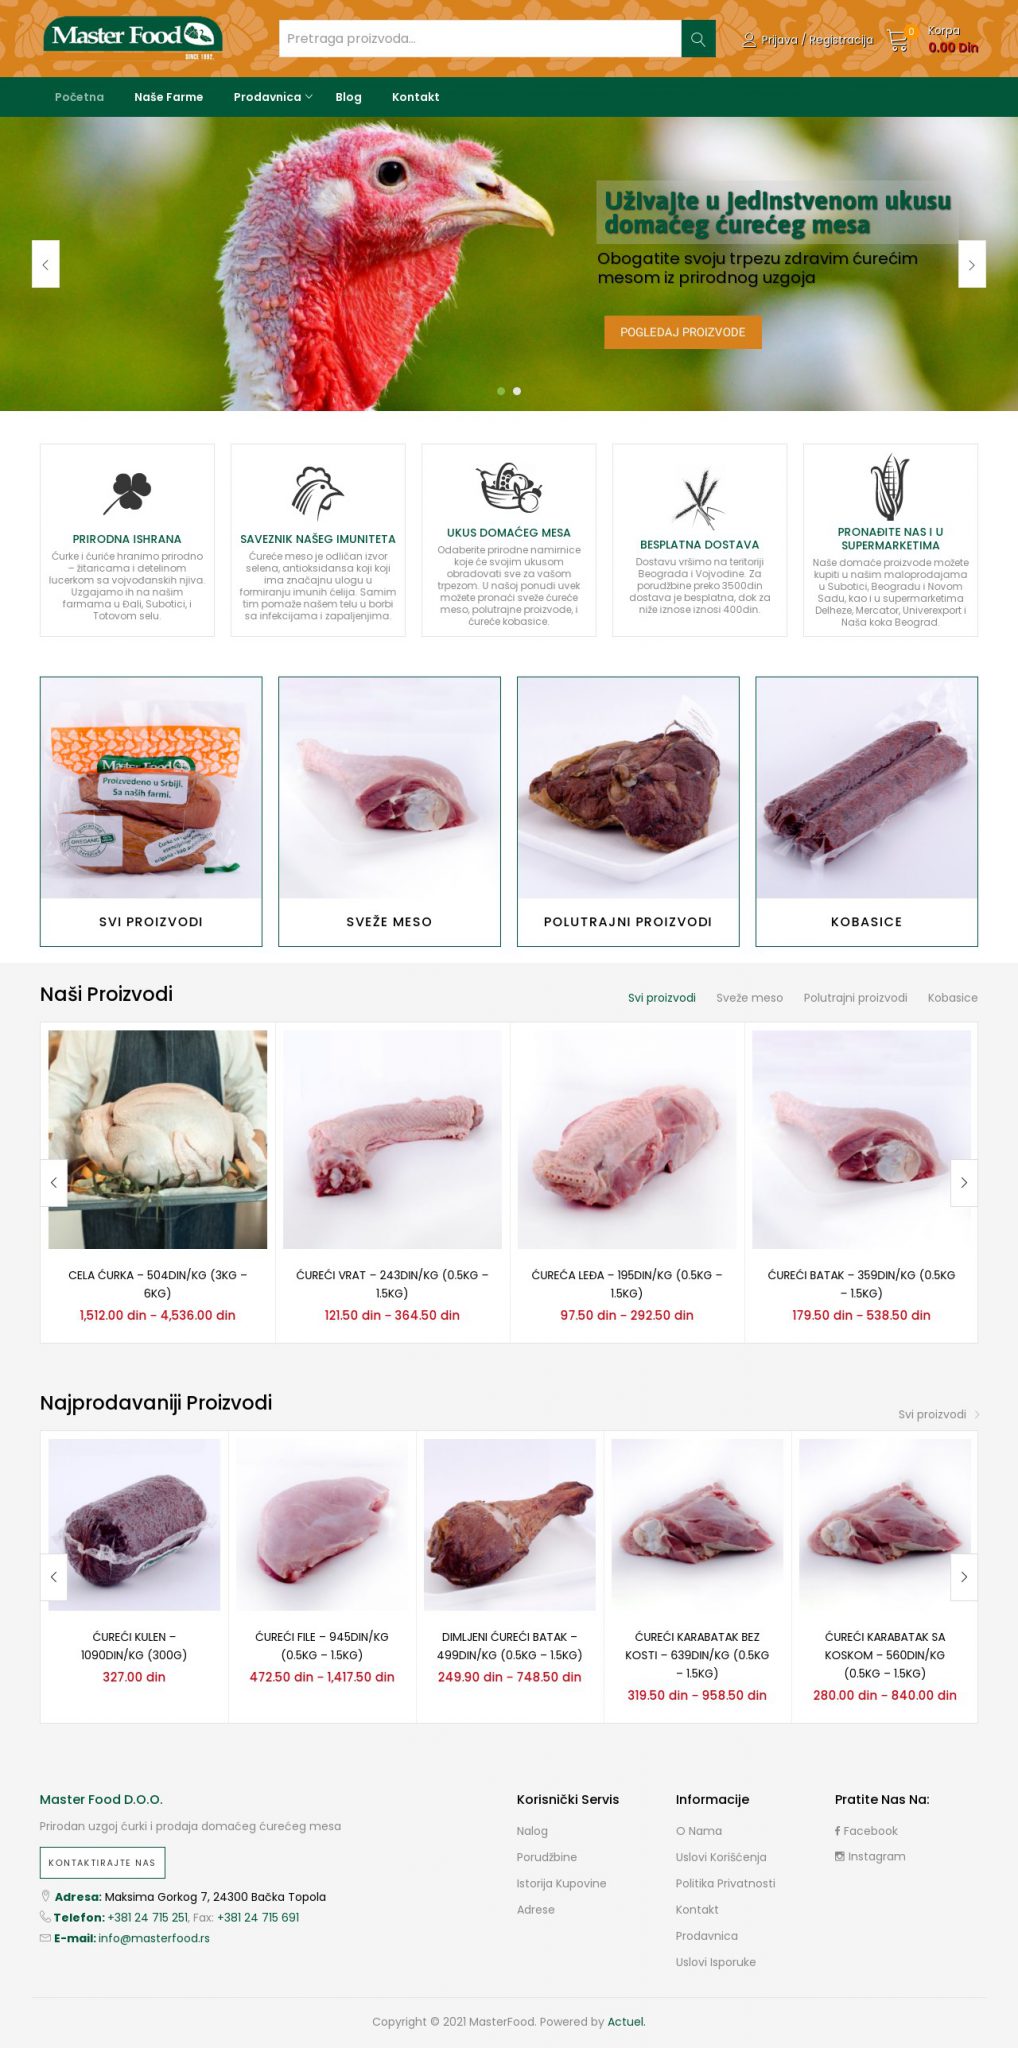 Master Food
SINCE 1992.
Pretraga proizvoda...
Prijava / Registracija
0
Korpa
0.00 Din
Početna
Naše Farme
Prodavnica
Blog
Kontakt
Uživajte u jedinstvenom ukusu
domaćeg ćurećeg mesa
Obogatite svoju trpezu zdravim ćurećim
mesom iz prirodnog uzgoja
POGLEDAJ PROIZVODE
PRIRODNA ISHRANA
Ćurke i ćuriće hranimo prirodno
– žitaricama i detelinom
lucerkom sa vojvođanskih njiva.
Uzgajamo ih na našim
farmama u Đali, Subotici, i
Totovom selu.
SAVEZNIK NAŠEG IMUNITETA
Ćureće meso je odličan izvor
selena, antioksidansa koji koji
ima značajnu ulogu u
formiranju imunih ćelija. Samim
tim pomaže našem telu u borbi
sa infekcijama i zapaljenjima.
UKUS DOMAĆEG MESA
Odaberite prirodne namirnice
koje će svojim ukusom
obradovati sve za vašom
trpezom. U našoj ponudi uvek
možete pronaći sveže ćureće
meso, polutrajne proizvode, i
ćureće kobasice.
BESPLATNA DOSTAVA
Dostavu vršimo na teritoriji
Beograda i Vojvodine. Za
porudžbine preko 3500din
dostava je besplatna, dok za
niže iznose iznosi 400din.
PRONAĐITE NAS I U
SUPERMARKETIMA
Naše domaće proizvode možete
kupiti u našim maloprodajama
u Subotici, Beogradu i Novom
Sadu, kao i u supermarketima
Delheze, Mercator, Univerexport i
Naša koka Beograd.
Master Food
Proizvedeno u Srbiji.
Sa naših farmi.
SVI PROIZVODI
SVEŽE MESO
POLUTRAJNI PROIZVODI
KOBASICE
Naši Proizvodi
Svi proizvodi
Sveže meso
Polutrajni proizvodi
Kobasice
CELA ĆURKA – 504DIN/KG (3KG –
6KG)
1,512.00 din – 4,536.00 din
ĆUREĆI VRAT – 243DIN/KG (0.5KG –
1.5KG)
121.50 din – 364.50 din
ĆUREĆA LEĐA – 195DIN/KG (0.5KG –
1.5KG)
97.50 din – 292.50 din
ĆUREĆI BATAK – 359DIN/KG (0.5KG
– 1.5KG)
179.50 din – 538.50 din
Najprodavaniji Proizvodi
Svi proizvodi
ĆUREĆI KULEN –
1090DIN/KG (300G)
327.00 din
ĆUREĆI FILE – 945DIN/KG
(0.5KG – 1.5KG)
472.50 din – 1,417.50 din
DIMLJENI ĆUREĆI BATAK –
499DIN/KG (0.5KG – 1.5KG)
249.90 din – 748.50 din
ĆUREĆI KARABATAK BEZ
KOSTI – 639DIN/KG (0.5KG
– 1.5KG)
319.50 din – 958.50 din
ĆUREĆI KARABATAK SA
KOSKOM – 560DIN/KG
(0.5KG – 1.5KG)
280.00 din – 840.00 din
Master Food D.O.O.
Prirodan uzgoj ćurki i prodaja domaćeg ćurećeg mesa
KONTAKTIRAJTE NAS
Adresa: Maksima Gorkog 7, 24300 Bačka Topola
Telefon: +381 24 715 251, Fax: +381 24 715 691
E-mail: info@masterfood.rs
Korisnički Servis
Nalog
Porudžbine
Istorija Kupovine
Adrese
Informacije
O Nama
Uslovi Korišćenja
Politika Privatnosti
Kontakt
Prodavnica
Uslovi Isporuke
Pratite Nas Na:
Facebook
Instagram
Copyright © 2021 MasterFood. Powered by Actuel.